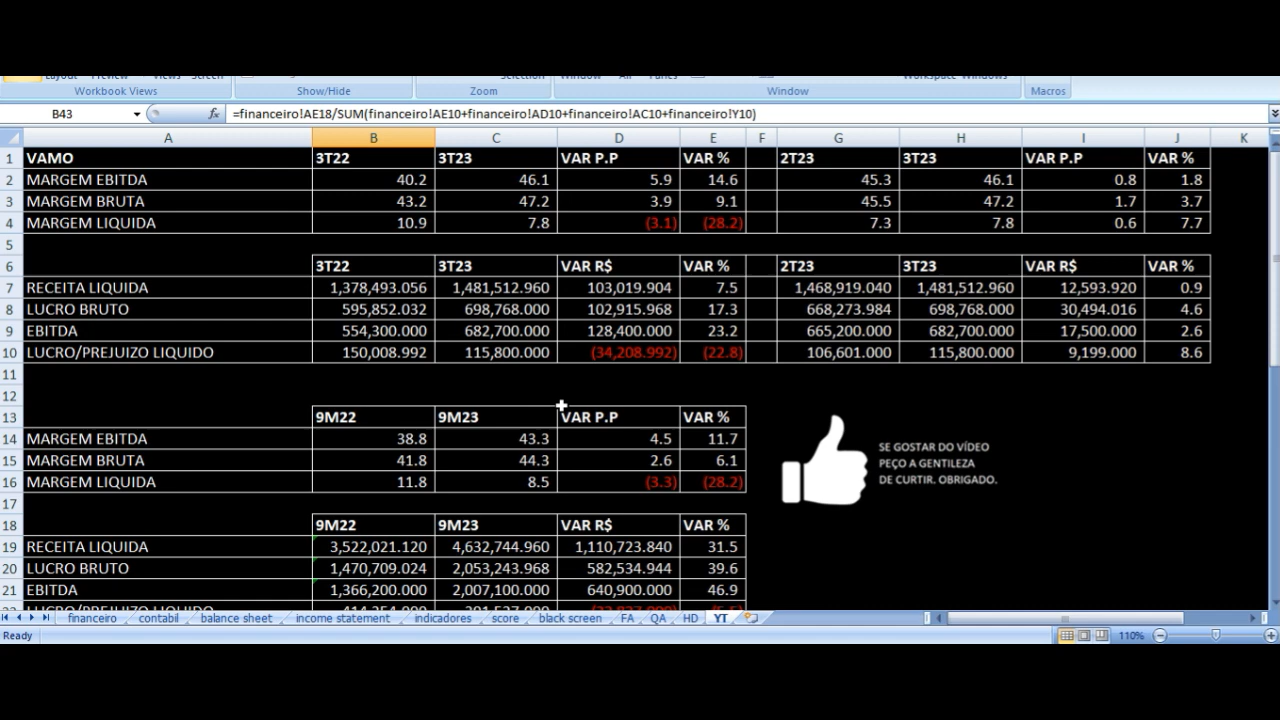 Workbook Views Show/Hide Zoom Window Macros
B43 fx =financeiro!AE18/SUM(financeiro!AE10+financeiro!AD10+financeiro!AC10+financeiro!Y10)
A B C D E F G H I J K
1 VAMO 3T22 3T23 VAR P.P VAR % 2T23 3T23 VAR P.P VAR %
2 MARGEM EBITDA 40.2 46.1 5.9 14.6 45.3 46.1 0.8 1.8
3 MARGEM BRUTA 43.2 47.2 3.9 9.1 45.5 47.2 1.7 3.7
4 MARGEM LIQUIDA 10.9 7.8 (3.1) (28.2) 7.3 7.8 0.6 7.7
5
6 3T22 3T23 VAR R$ VAR % 2T23 3T23 VAR R$ VAR %
7 RECEITA LIQUIDA 1,378,493.056 1,481,512.960 103,019.904 7.5 1,468,919.040 1,481,512.960 12,593.920 0.9
8 LUCRO BRUTO 595,852.032 698,768.000 102,915.968 17.3 668,273.984 698,768.000 30,494.016 4.6
9 EBITDA 554,300.000 682,700.000 128,400.000 23.2 665,200.000 682,700.000 17,500.000 2.6
10 LUCRO/PREJUIZO LIQUIDO 150,008.992 115,800.000 (34,208.992) (22.8) 106,601.000 115,800.000 9,199.000 8.6
11
12
13 9M22 9M23 VAR P.P VAR %
14 MARGEM EBITDA 38.8 43.3 4.5 11.7
15 MARGEM BRUTA 41.8 44.3 2.6 6.1
16 MARGEM LIQUIDA 11.8 8.5 (3.3) (28.2)
SE GOSTAR DO VÍDEO
PEÇO A GENTILEZA
DE CURTIR. OBRIGADO.
17
18 9M22 9M23 VAR R$ VAR %
19 RECEITA LIQUIDA 3,522,021.120 4,632,744.960 1,110,723.840 31.5
20 LUCRO BRUTO 1,470,709.024 2,053,243.968 582,534.944 39.6
21 EBITDA 1,366,200.000 2,007,100.000 640,900.000 46.9
financeiro contabil balance sheet income statement indicadores score black screen FA QA HD YT
Ready 110%